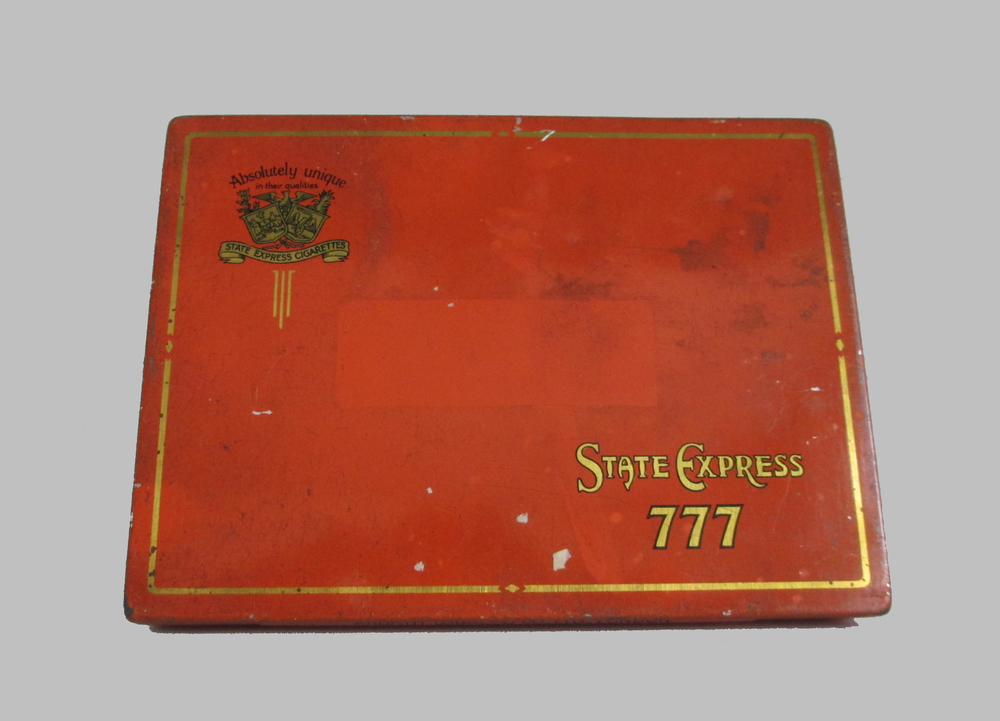 Absolutely unique
in their qualities
STATE EXPRESS CIGARETTES
STATE EXPRESS
777